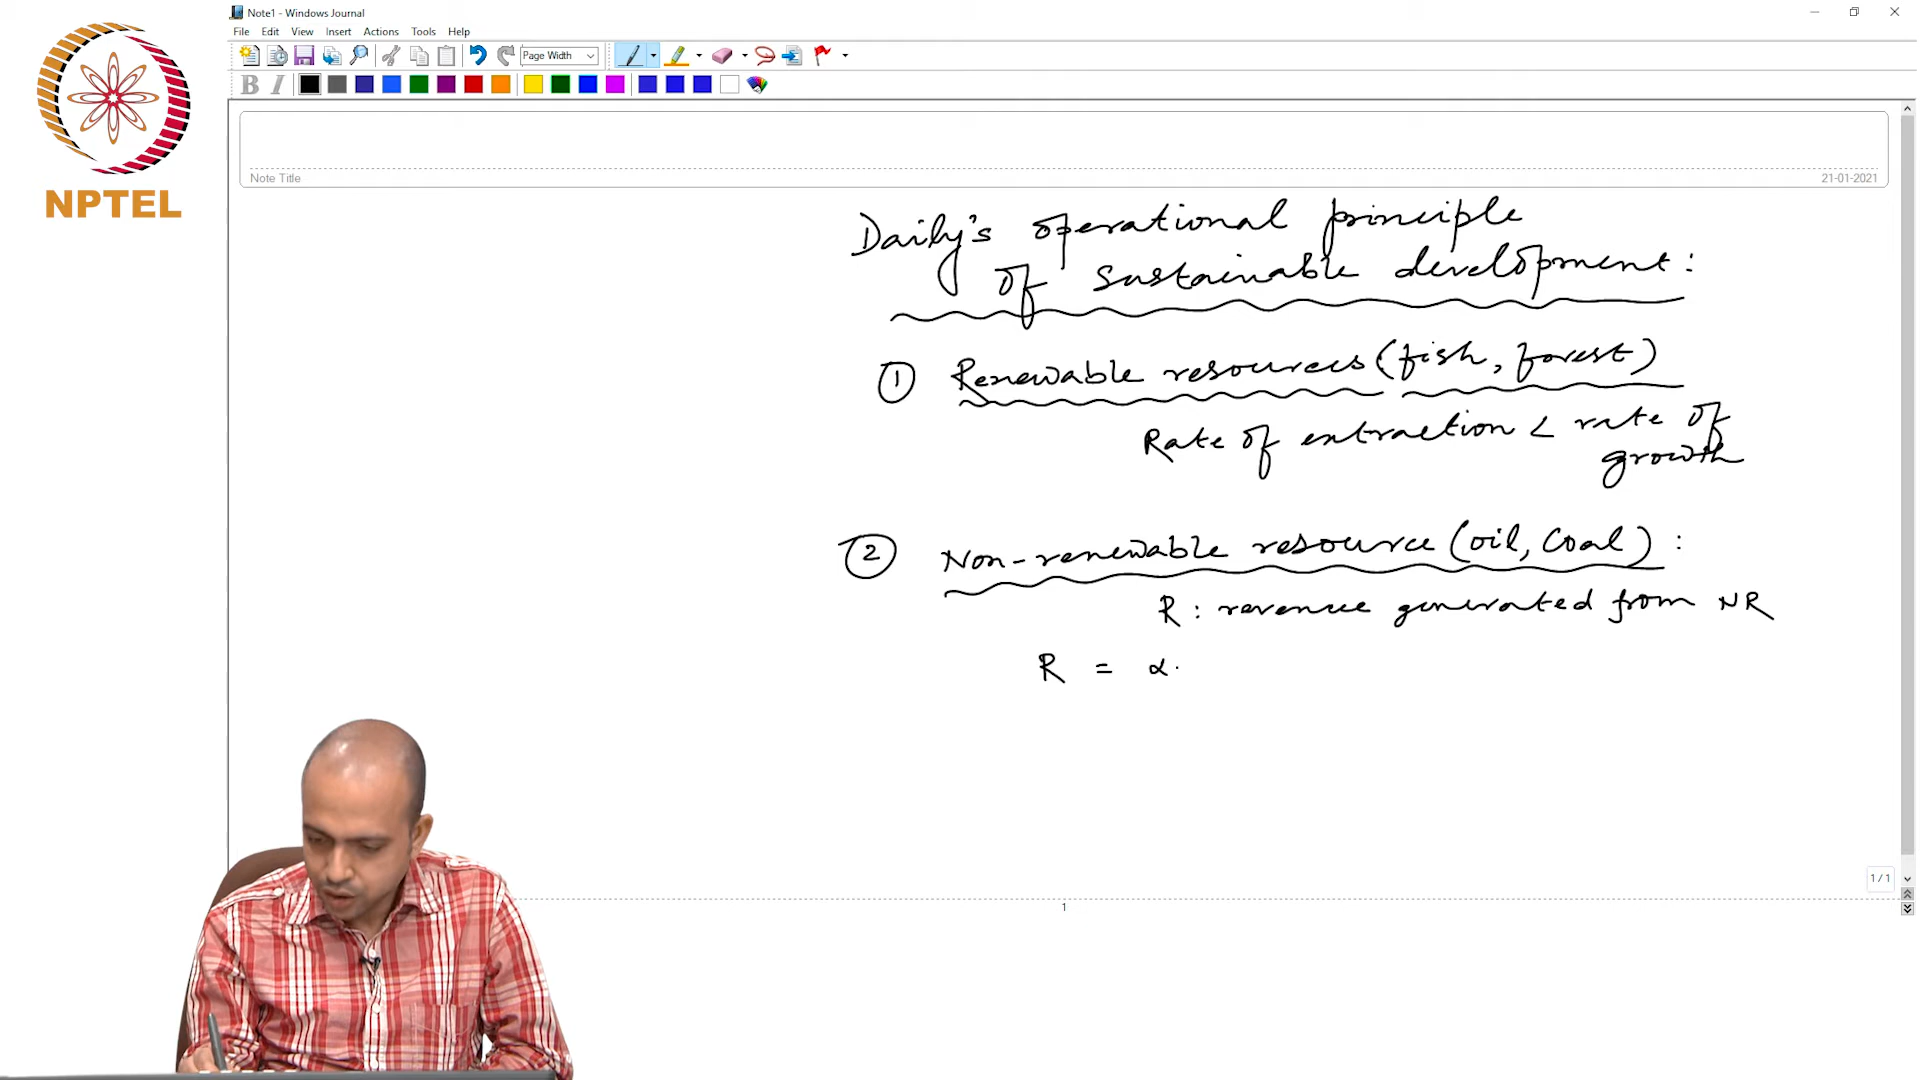 Note1 - Windows Journal
File Edit View Insert Actions Tools Help
Page Width
B I
NPTEL
Note Title
21-01-2021
Daily's operational principle
of sustainable development:
① Renewable resources (fish, forest)
Rate of extraction < rate of
growth
② Non-renewable resource (oil, coal) :
R : revenue generated from NR
R = α.
1 / 1
1